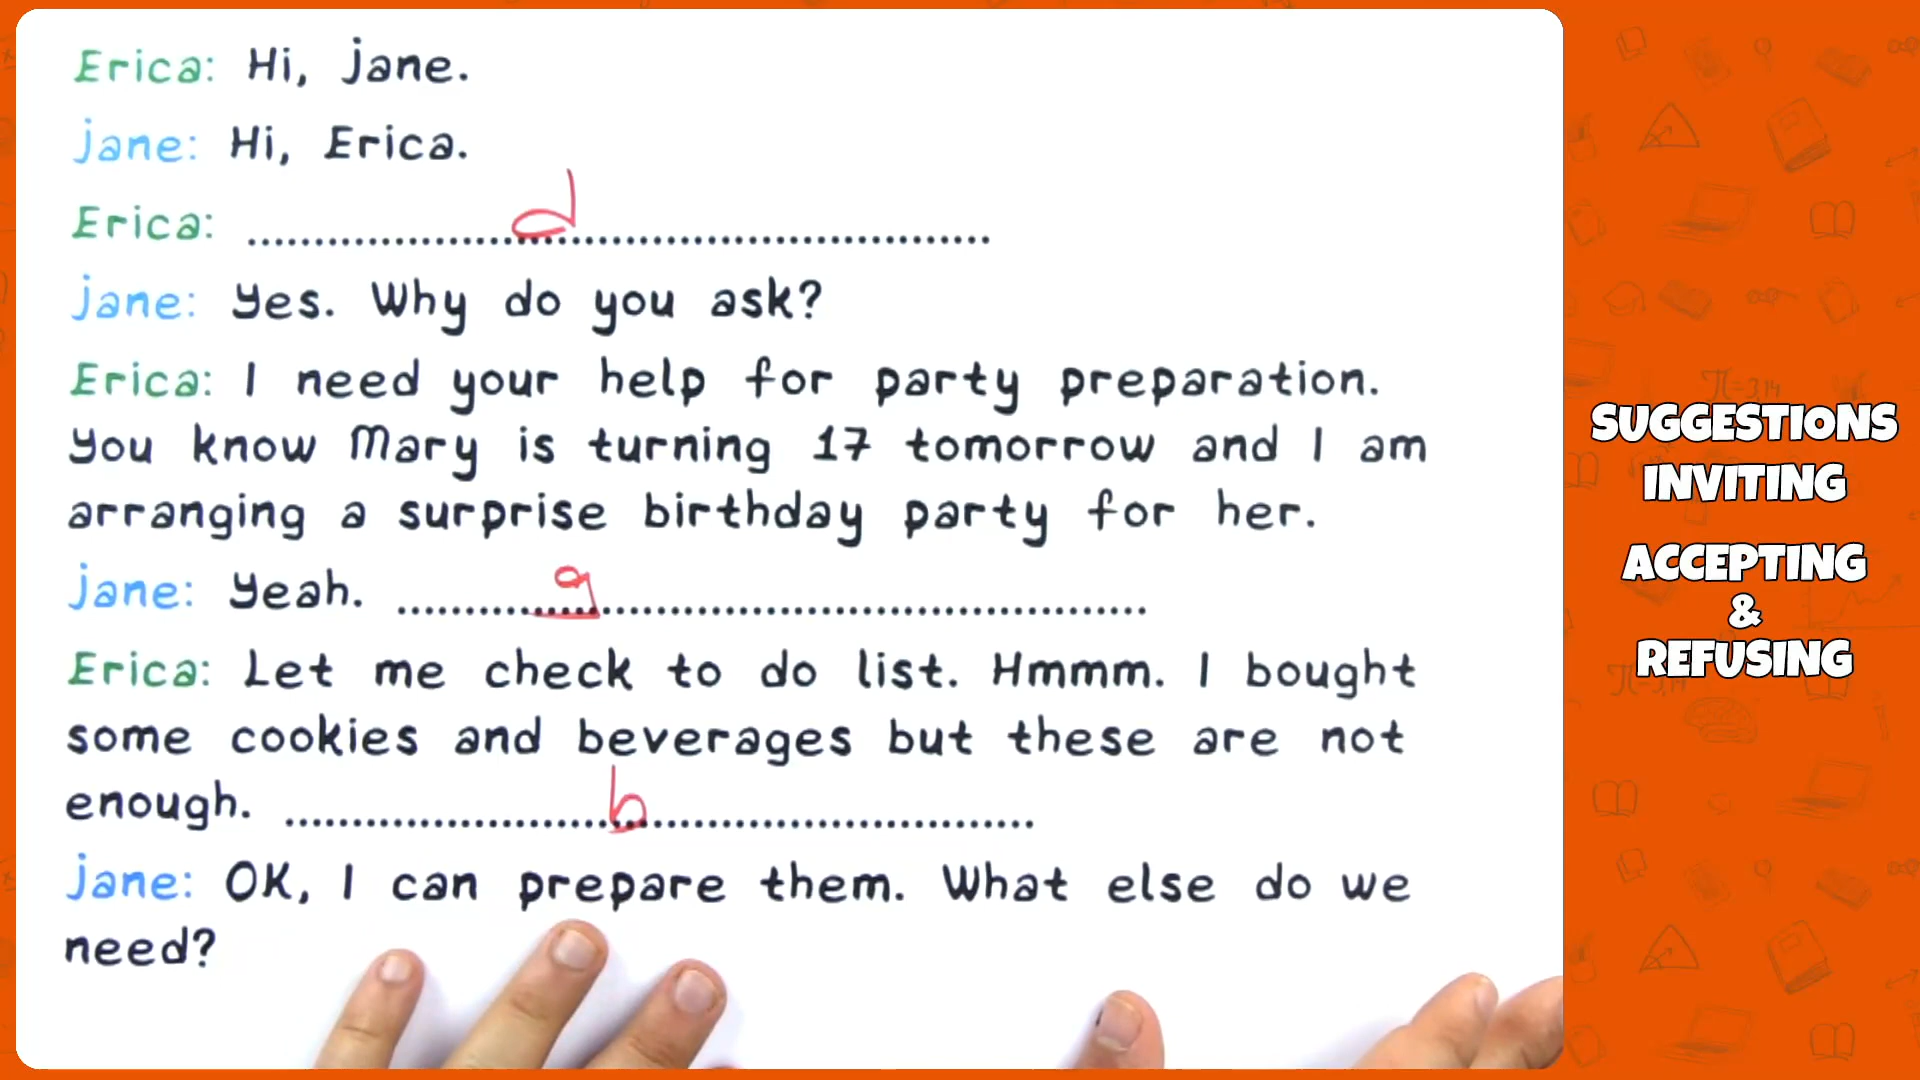 Erica: Hi, jane.
jane: Hi, Erica.
Erica: ............d............
jane: Yes. Why do you ask?
Erica: I need your help for party preparation.
You know Mary is turning 17 tomorrow and I am
arranging a surprise birthday party for her.
jane: Yeah. ............a............
Erica: Let me check to do list. Hmmm. I bought
some cookies and beverages but these are not
enough. ............b............
jane: OK, I can prepare them. What else do we
need?
SUGGESTIONS
INVITING
ACCEPTING
&
REFUSING